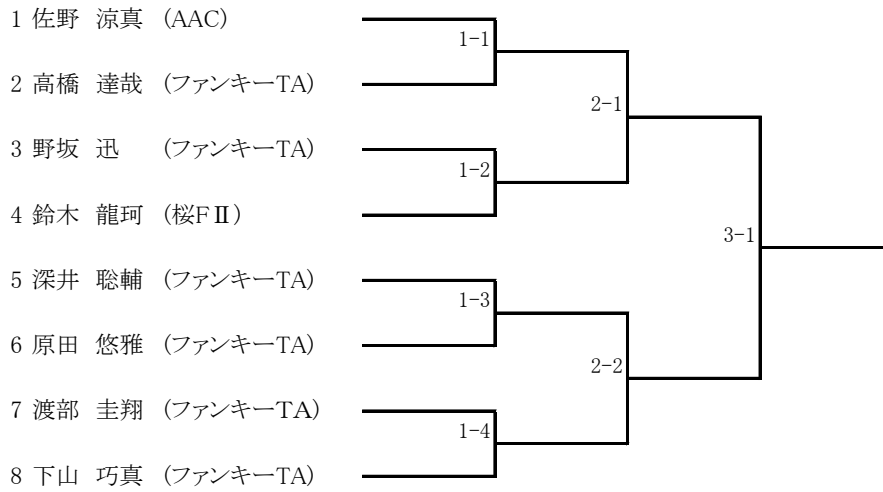 1 佐野　涼真　(AAC)
1-1
2 高橋　達哉　(ファンキーTA)
2-1
3 野坂　迅　　(ファンキーTA)
1-2
4 鈴木　龍珂　(桜FⅡ)
3-1
5 深井　聡輔　(ファンキーTA)
1-3
6 原田　悠雅　(ファンキーTA)
2-2
7 渡部　圭翔　(ファンキーTA)
1-4
8 下山　巧真　(ファンキーTA)